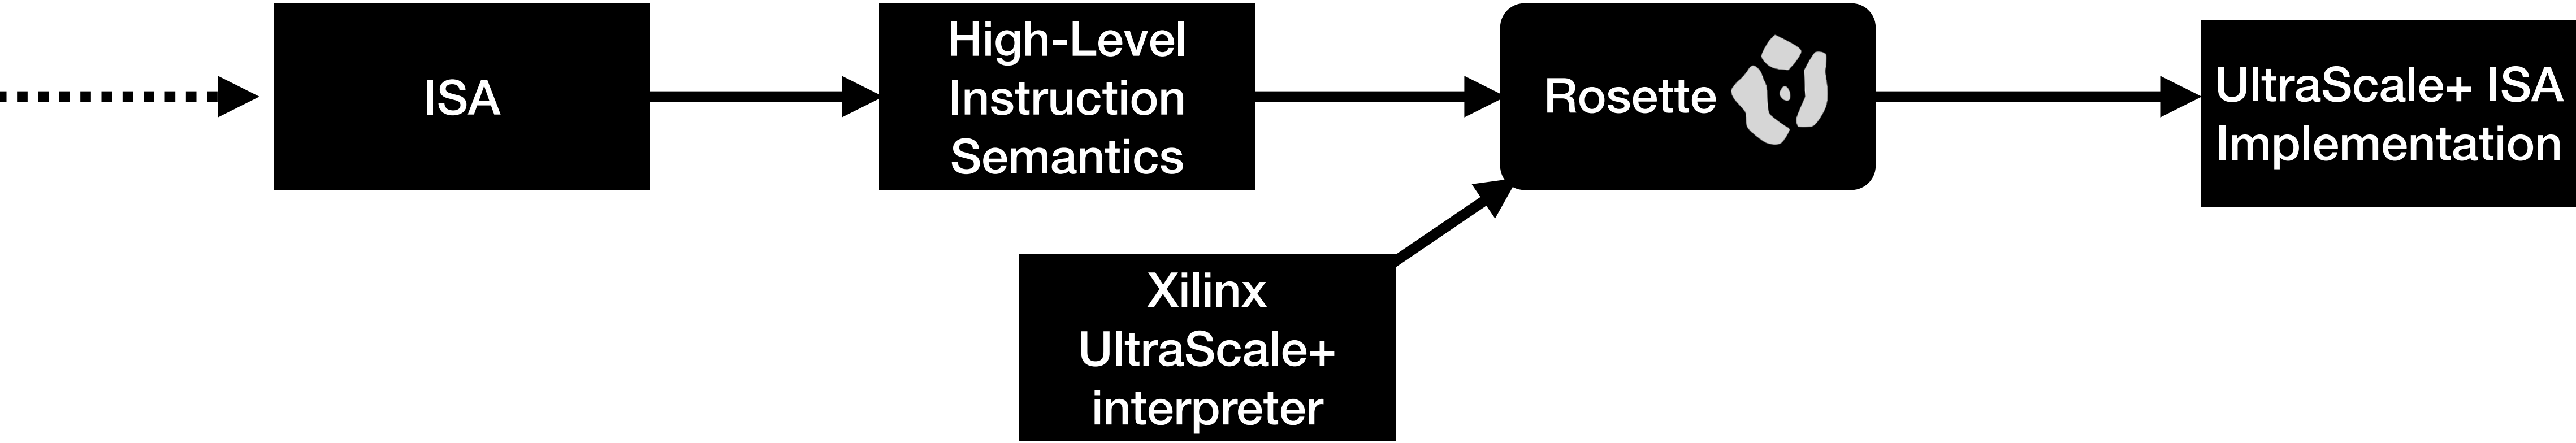 ISA
High-Level
Instruction
Semantics
Rosette
UltraScale+ ISA
Implementation
Xilinx
UltraScale+
interpreter